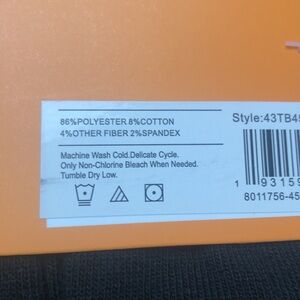 86%POLYESTER 8%COTTON
4%OTHER FIBER 2%SPANDEX
Machine Wash Cold.Delicate Cycle.
Only Non-Chlorine Bleach When Needed.
Tumble Dry Low.
Style:43TB4
1 93159
8011756-45